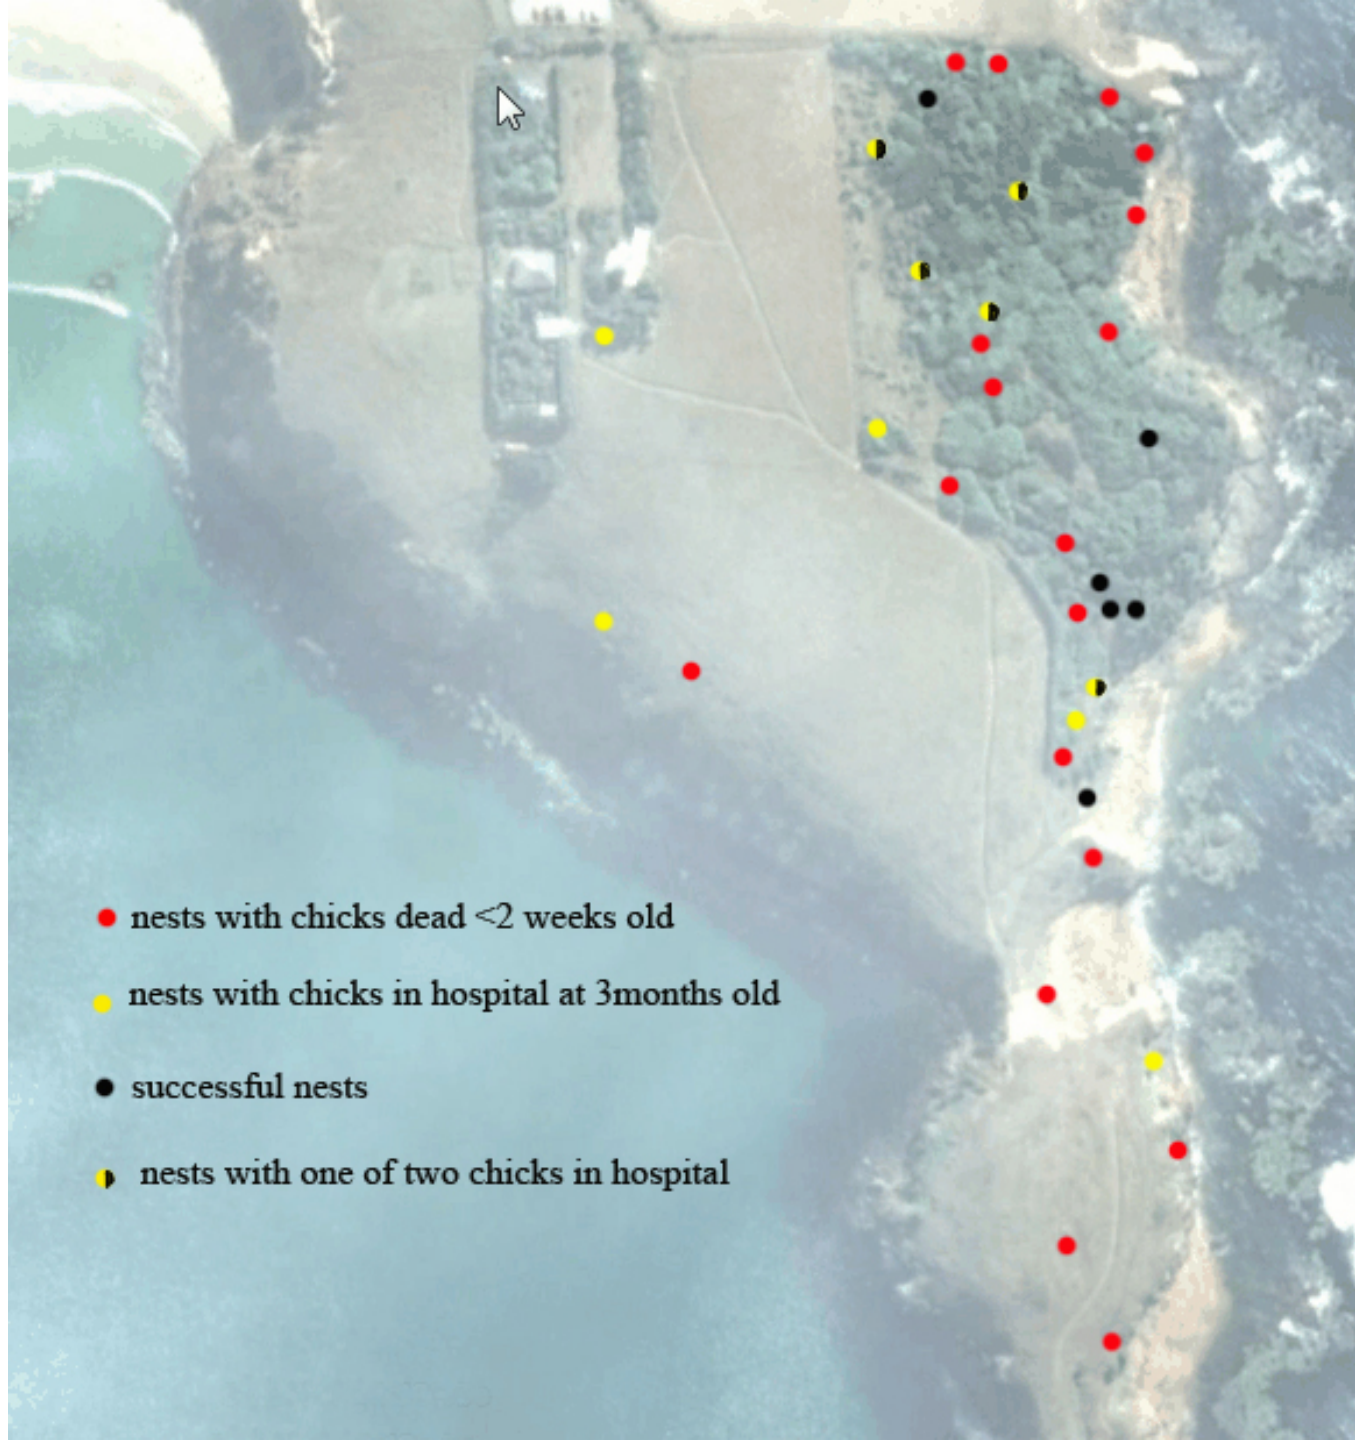 nests with chicks dead <2 weeks old
nests with chicks in hospital at 3months old
successful nests
nests with one of two chicks in hospital